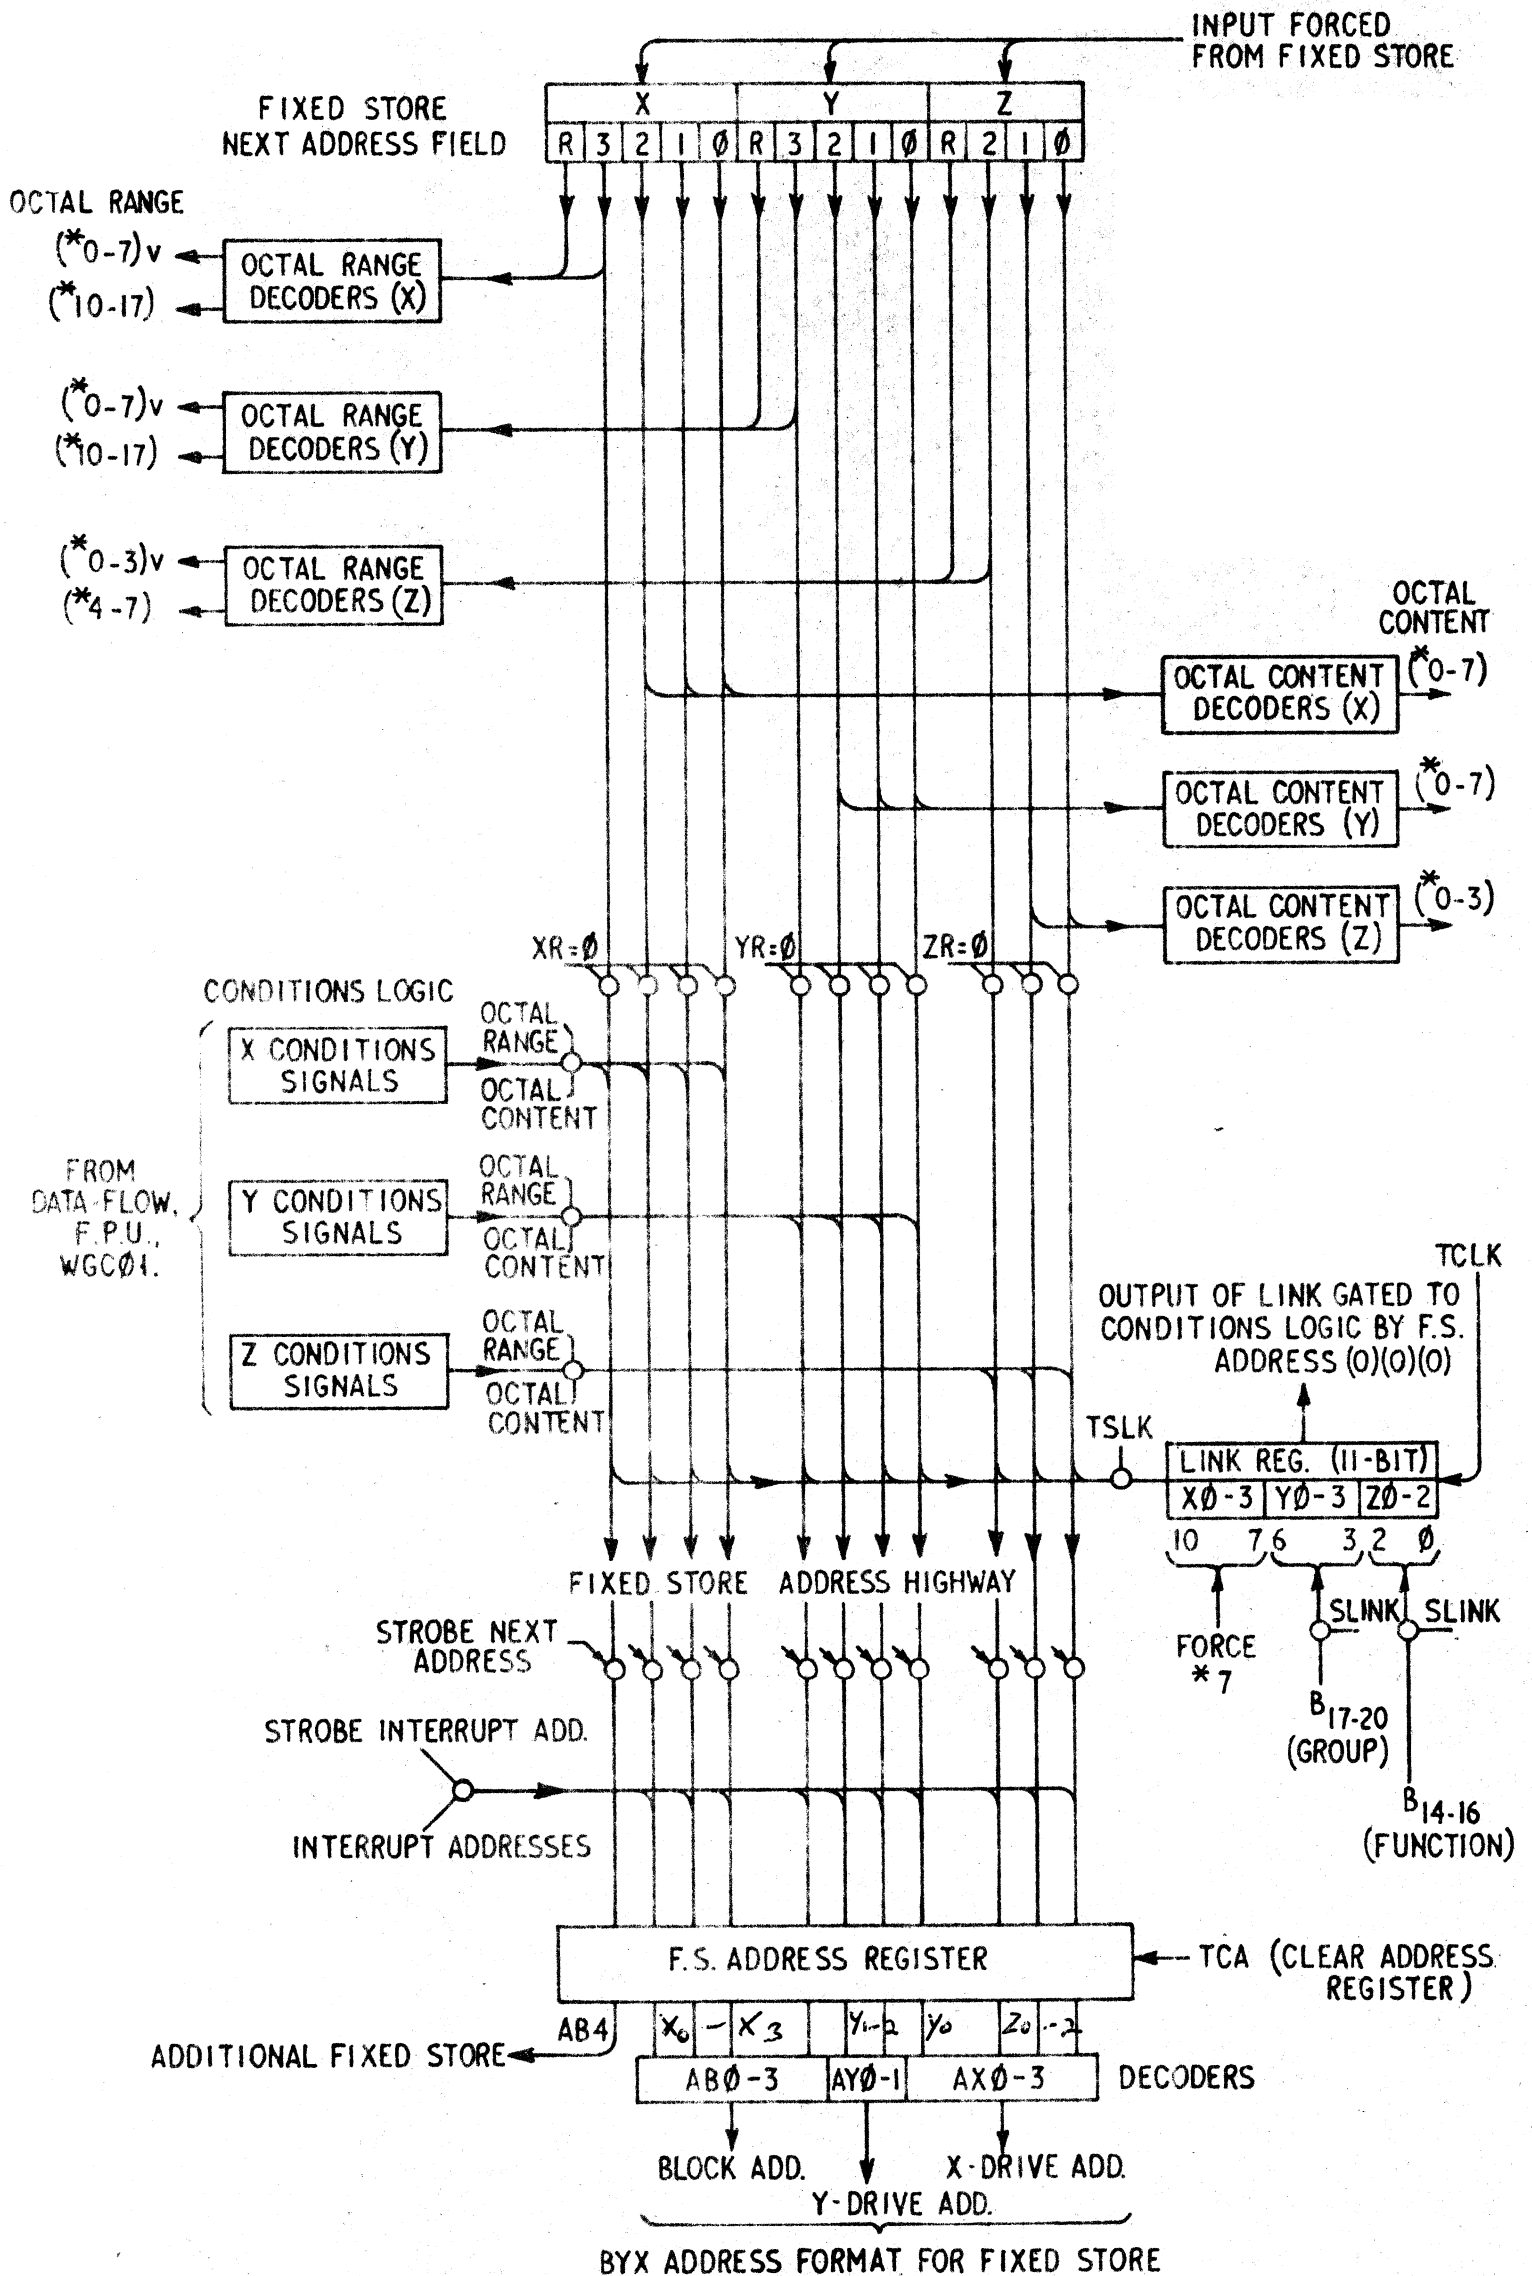 INPUT FORCED
FROM FIXED STORE
FIXED STORE
NEXT ADDRESS FIELD
X Y Z
R 3 2 1 Ø R 3 2 1 Ø R 2 1 Ø
OCTAL RANGE
(*0-7)v
(*10-17)
OCTAL RANGE
DECODERS (X)
(*0-7)v
(*10-17)
OCTAL RANGE
DECODERS (Y)
(*0-3)v
(*4-7)
OCTAL RANGE
DECODERS (Z)
OCTAL
CONTENT
OCTAL CONTENT
DECODERS (X)
(*0-7)
OCTAL CONTENT
DECODERS (Y)
(*0-7)
OCTAL CONTENT
DECODERS (Z)
(*0-3)
XR=Ø YR=Ø ZR=Ø
CONDITIONS LOGIC
X CONDITIONS
SIGNALS
OCTAL
RANGE
OCTAL
CONTENT
FROM
DATA-FLOW,
F.P.U.,
WGCØ1.
Y CONDITIONS
SIGNALS
OCTAL
RANGE
OCTAL
CONTENT
Z CONDITIONS
SIGNALS
OCTAL
RANGE
OCTAL
CONTENT
TCLK
OUTPUT OF LINK GATED TO
CONDITIONS LOGIC BY F.S.
ADDRESS (0)(0)(0)
TSLK
LINK REG. (11-BIT)
XØ-3 YØ-3 ZØ-2
10 7 6 3 2 Ø
FIXED STORE ADDRESS HIGHWAY
SLINK SLINK
FORCE
*7
B17-20
(GROUP)
B14-16
(FUNCTION)
STROBE NEXT
ADDRESS
STROBE INTERRUPT ADD.
INTERRUPT ADDRESSES
F.S. ADDRESS REGISTER
TCA (CLEAR ADDRESS
REGISTER)
AB4 X0 - X3 Y1-2 Y0 Z0 - 2
ADDITIONAL FIXED STORE
ABØ-3 AYØ-1 AXØ-3 DECODERS
BLOCK ADD. X-DRIVE ADD.
Y-DRIVE ADD.
BYX ADDRESS FORMAT FOR FIXED STORE